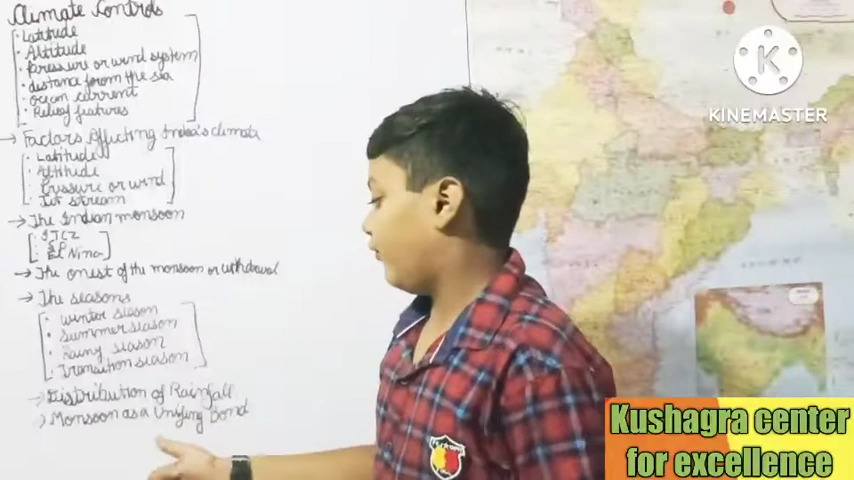 Climate Controls
• Latitude
• Altitude
• Pressure or wind system
• distance from the sea
• ocean current
• Relief features
→ Factors Affecting India's climate
• Latitude
• Altitude
• Pressure or wind
• Jet stream
→ The Indian monsoon
• ITCZ
• El Nino
→ The onest of the monsoon or withdrawal
→ The seasons
• winter season
• Summer season
• Rainy season
• Transition season
→ Distribution of Rainfall
→ Monsoon as a Unifing Bond
K
KINEMASTER
Kushagra center
for excellence